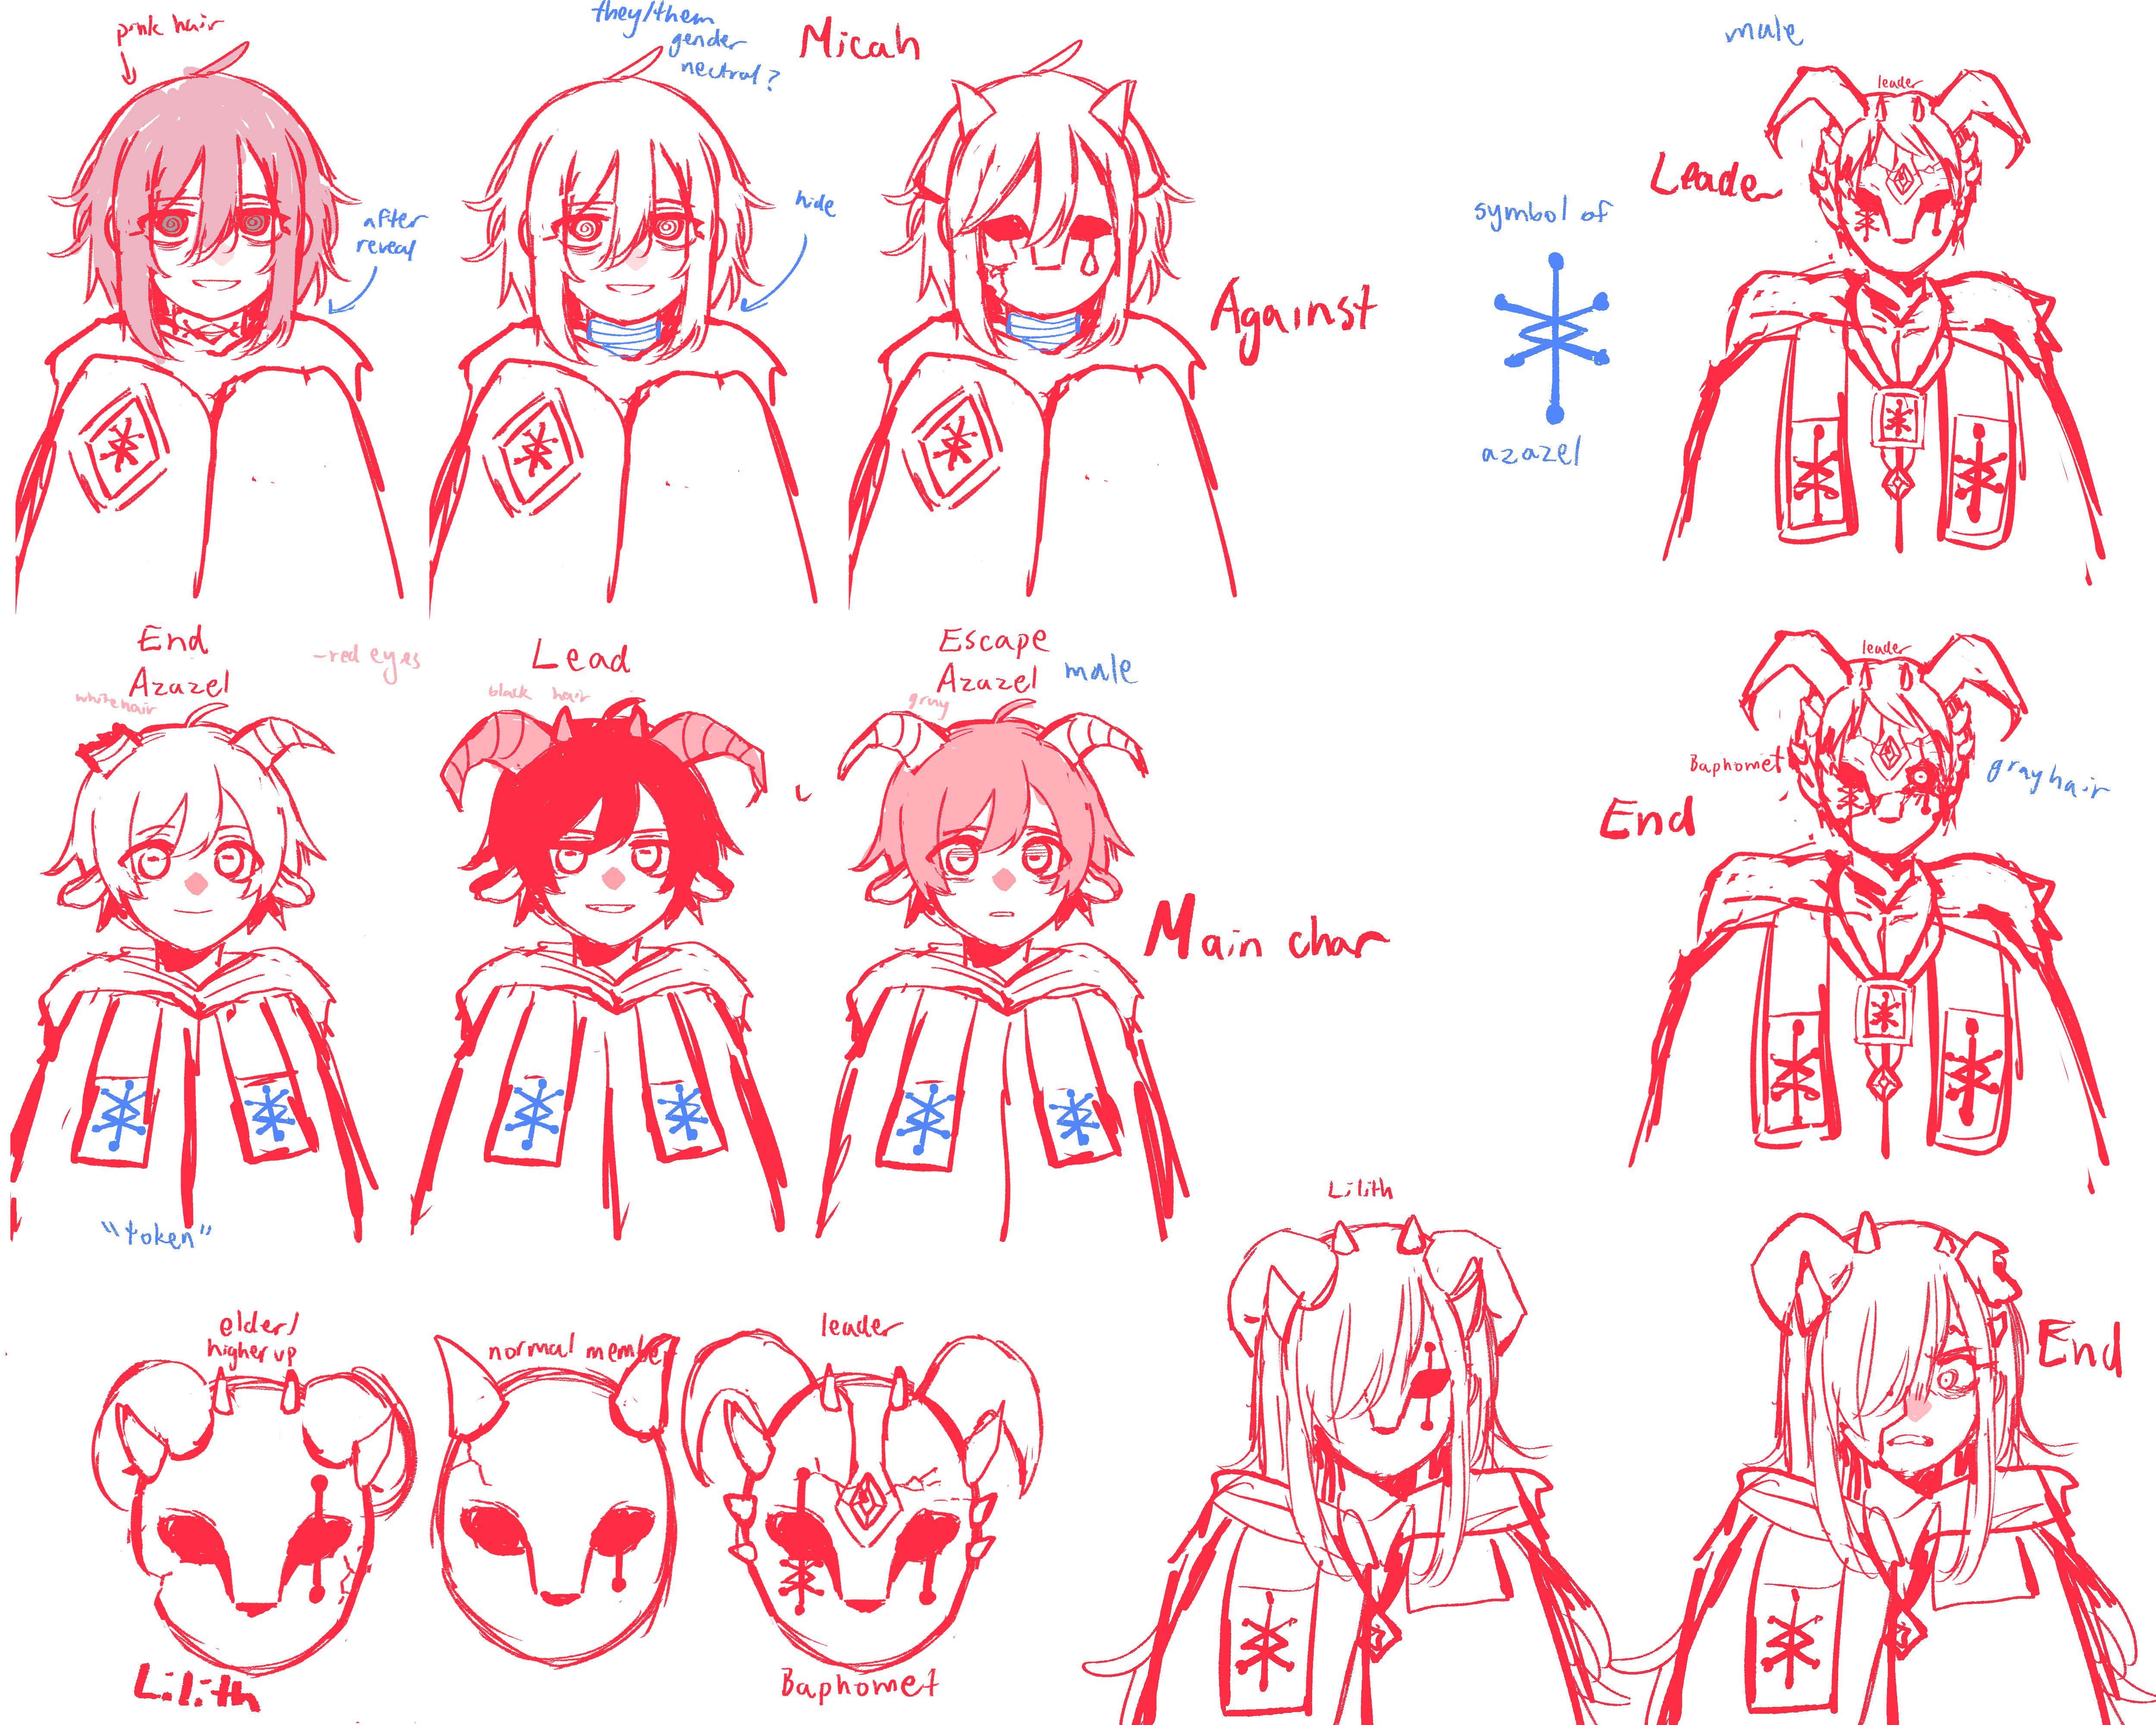 pink hair
they/them
gender
neutral?
Micah
male
leader
Leader
after
reveal
hide
symbol of
azazel
Against
End
Azazel
-red eyes
white hair
Lead
black hair
Escape
Azazel
male
gray
leader
Baphomet
gray hair
End
Main char
"token"
Lilith
elder/
higher up
normal member
leader
End
Lilith
Baphomet